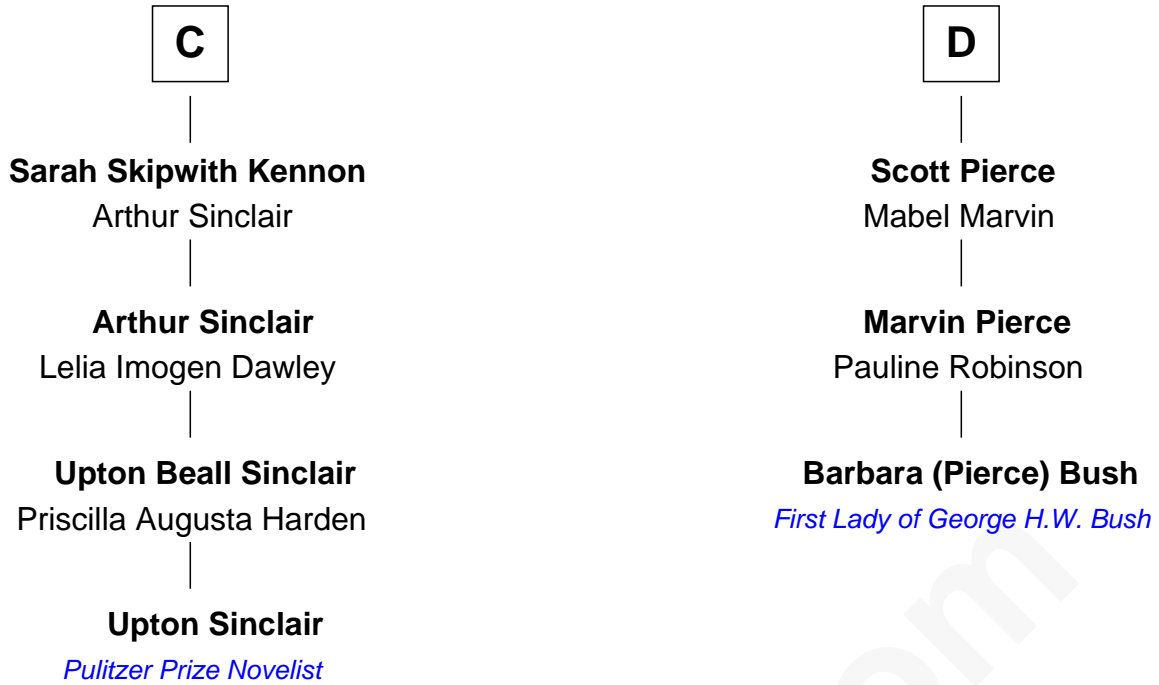 C
Sarah Skipwith Kennon
Arthur Sinclair
Arthur Sinclair
Lelia Imogen Dawley
Upton Beall Sinclair
Priscilla Augusta Harden
Upton Sinclair
Pulitzer Prize Novelist
D
Scott Pierce
Mabel Marvin
Marvin Pierce
Pauline Robinson
Barbara (Pierce) Bush
First Lady of George H.W. Bush
om